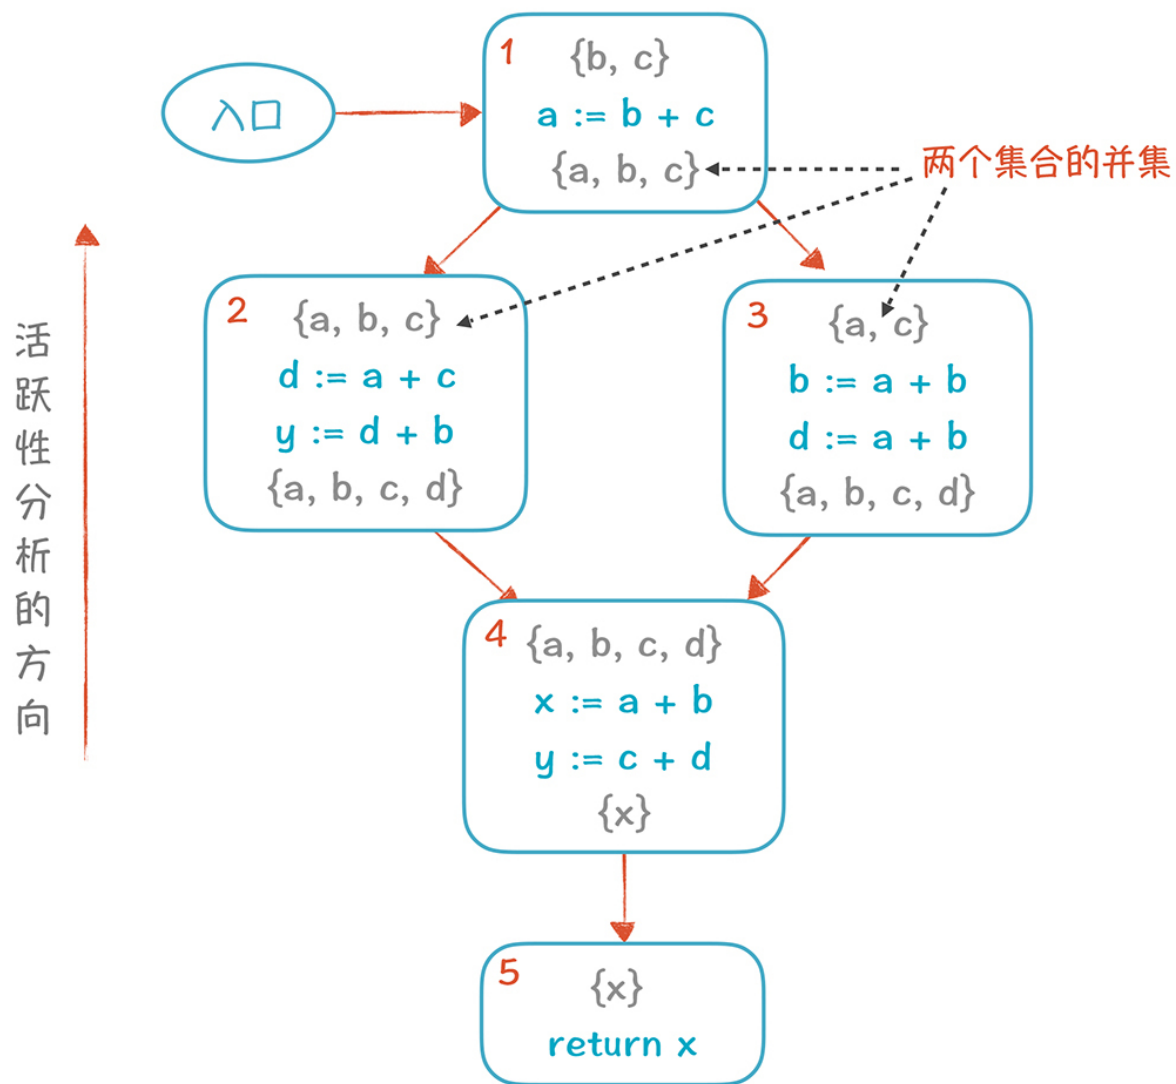 1
{b, c}
入口
a := b + c
{a, b, c}
两个集合的并集
2
{a, b, c}
d := a + c
y := d + b
{a, b, c, d}
3
{a, c}
b := a + b
d := a + b
{a, b, c, d}
活跃性分析的方向
4
{a, b, c, d}
x := a + b
y := c + d
{x}
5
{x}
return x